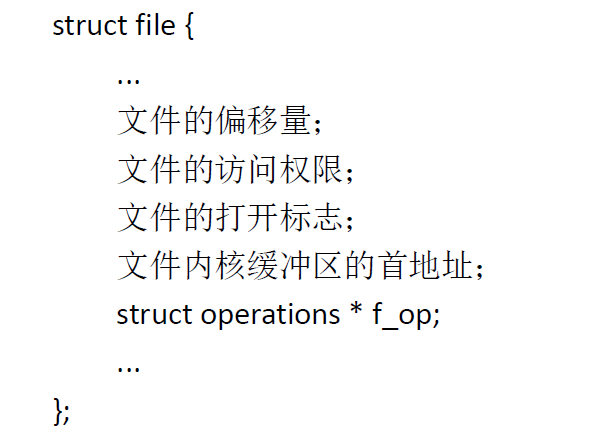 struct file {
...
文件的偏移量；
文件的访问权限；
文件的打开标志；
文件内核缓冲区的首地址；
struct operations * f_op;
...
};